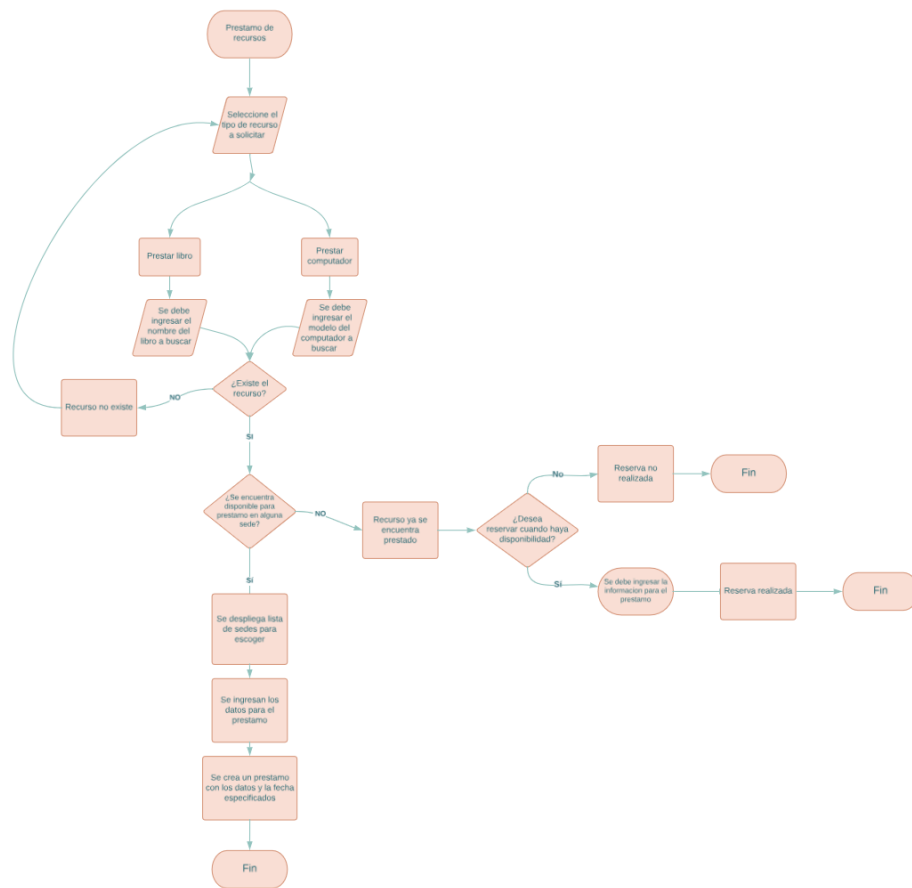 Prestamo de
recursos
Seleccione el
tipo de recurso
a solicitar
Prestar libro
Prestar
computador
Se debe
ingresar el
nombre del
libro a buscar
Se debe
ingresar el
modelo del
computador a
buscar
¿Existe el
recurso?
NO
Recurso no existe
SI
¿Se encuentra
disponible para
prestamo en alguna
sede?
NO
Recurso ya se
encuentra
prestado
¿Desea
reservar cuando haya
disponibilidad?
No
Reserva no
realizada
Fin
Sí
Se debe ingresar la
informacion para el
prestamo
Reserva realizada
Fin
Sí
Se despliega lista
de sedes para
escoger
Se ingresan los
datos para el
prestamo
Se crea un prestamo
con los datos y la fecha
especificados
Fin